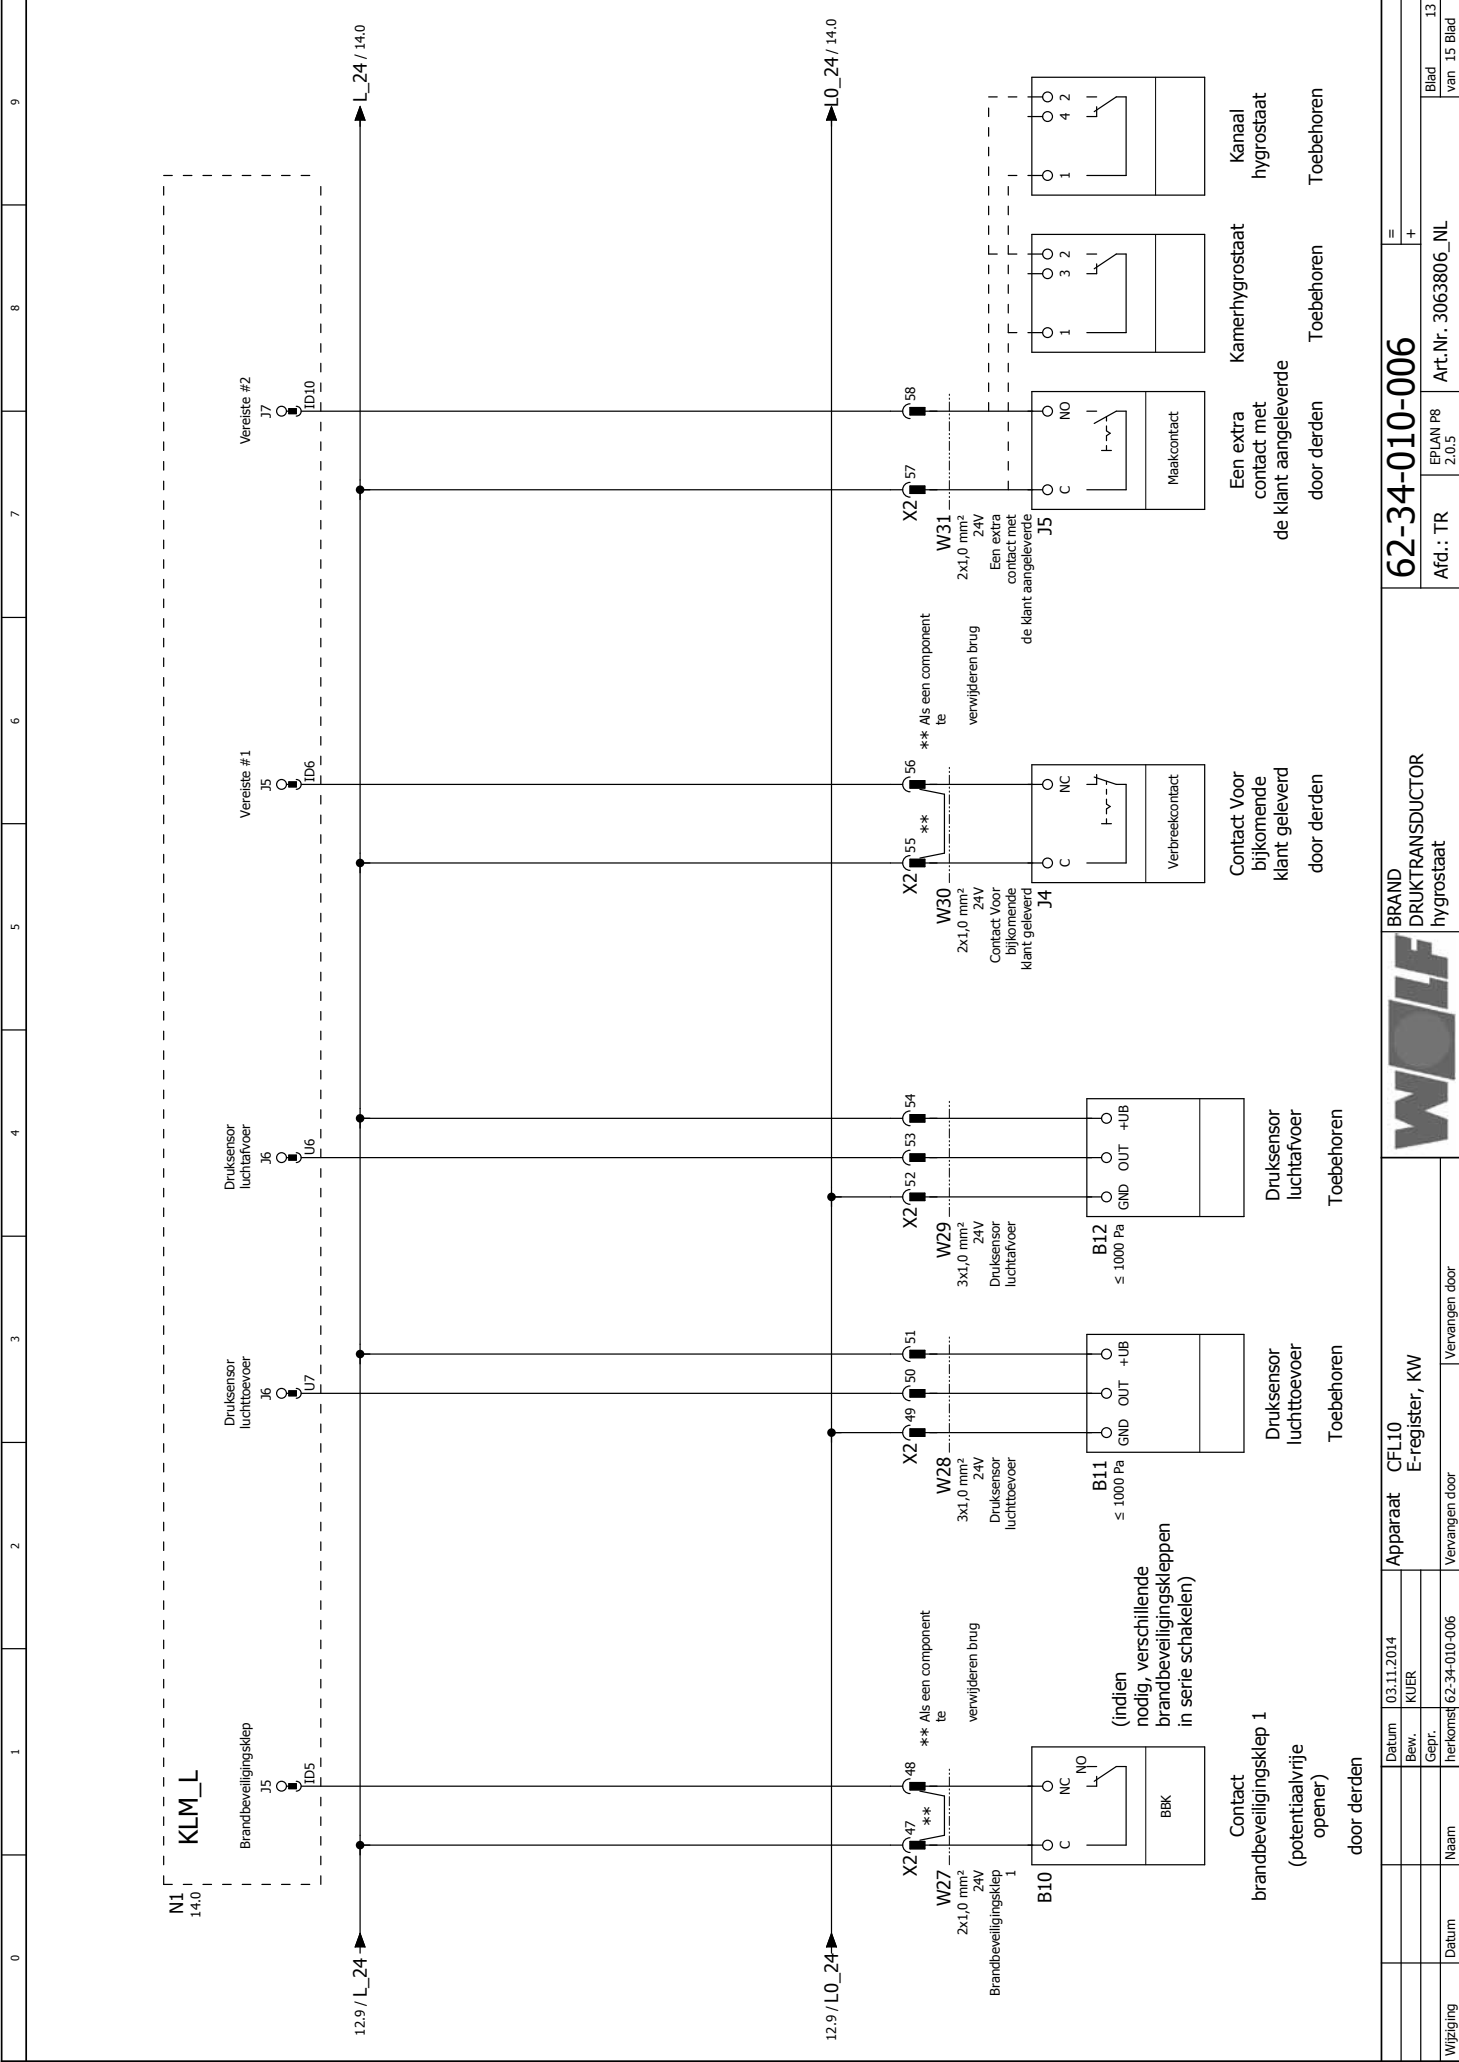 0 1 2 3 4 5 6 7 8 9
N1
14.0
KLM_L
Brandbeveiligingsklep
J5
ID5
Druksensor
luchttoevoer
J6
U7
Druksensor
luchtafvoer
J6
U6
Vereiste #1
J5
ID6
Vereiste #2
J7
ID10
12.9 / L_24
L_24 / 14.0
12.9 / L0_24
L0_24 / 14.0
X2 47 48
**
W27
2x1,0 mm²
24V
Brandbeveiligingsklep
1
** Als een component
te
verwijderen brug
B10
C NC NO
BBK
(indien
nodig, verschillende
brandbeveiligingskleppen
in serie schakelen)
Contact
brandbeveiligingsklep 1
(potentiaalvrije
opener)
door derden
X2 49 50 51
W28
3x1,0 mm²
24V
Druksensor
luchttoevoer
B11
≤ 1000 Pa
GND OUT +UB
Druksensor
luchttoevoer
Toebehoren
X2 52 53 54
W29
3x1,0 mm²
24V
Druksensor
luchtafvoer
B12
≤ 1000 Pa
GND OUT +UB
Druksensor
luchtafvoer
Toebehoren
X2 55 56
**
W30
2x1,0 mm²
24V
Contact Voor
bijkomende
klant geleverd
** Als een component
te
verwijderen brug
J4
C NC
Verbreekcontact
Contact Voor
bijkomende
klant geleverd
door derden
X2 57 58
W31
2x1,0 mm²
24V
Een extra
contact met
de klant aangeleverde
J5
C NO
Maakcontact
Een extra
contact met
de klant aangeleverde
door derden
1 3 2
Kamerhygrostaat
Toebehoren
1 4 2
Kanaal
hygrostaat
Toebehoren
Wijziging
Datum
Naam
Datum 03.11.2014
Bew. KUER
Gepr.
herkomst 62-34-010-006
Apparaat CFL10
E-register, KW
Vervangen door
Vervangen door
WOLF
BRAND
DRUKTRANSDUCTOR
hygrostaat
62-34-010-006
=
+
Afd.: TR
EPLAN P8
2.0.5
Art.Nr. 3063806_NL
Blad 13
van 15 Blad